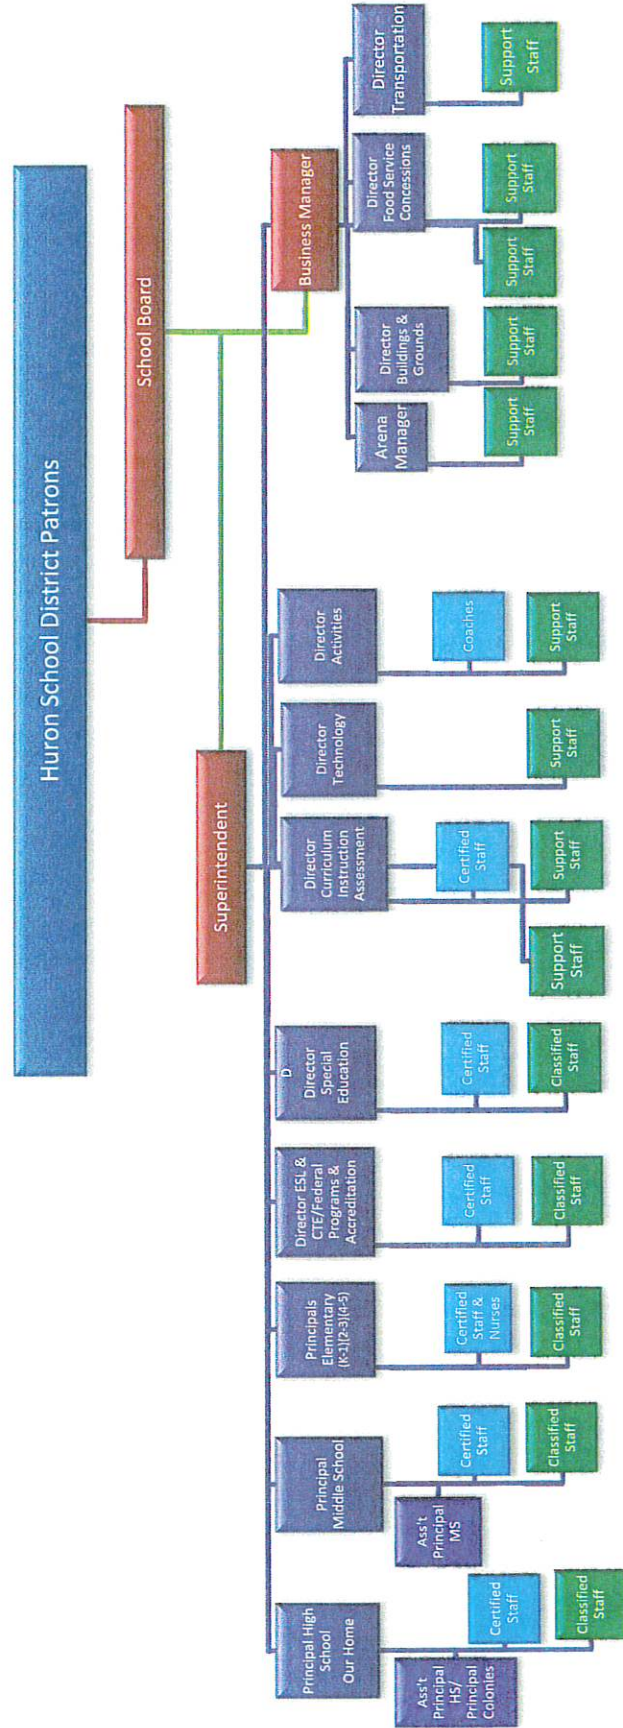 Huron School District Patrons
School Board
Superintendent
Business Manager
Principal High
School
Our Home
Principal
Middle School
Principals
Elementary
(K-1)(2-3)(4-5)
Director ESL &
CTE/Federal
Programs &
Accreditation
D
Director
Special
Education
Director
Curriculum
Instruction
Assessment
Director
Technology
Director
Activities
Arena
Manager
Director
Buildings &
Grounds
Director
Food Service
Concessions
Director
Transportation
Ass't
Principal
HS/
Principal
Colonies
Certified
Staff
Classified
Staff
Ass't
Principal
MS
Certified
Staff
Classified
Staff
Certified
Staff &
Nurses
Classified
Staff
Certified
Staff
Classified
Staff
Certified
Staff
Classified
Staff
Certified
Staff
Support
Staff
Support
Staff
Support
Staff
Coaches
Support
Staff
Support
Staff
Support
Staff
Support
Staff
Support
Staff
Support
Staff